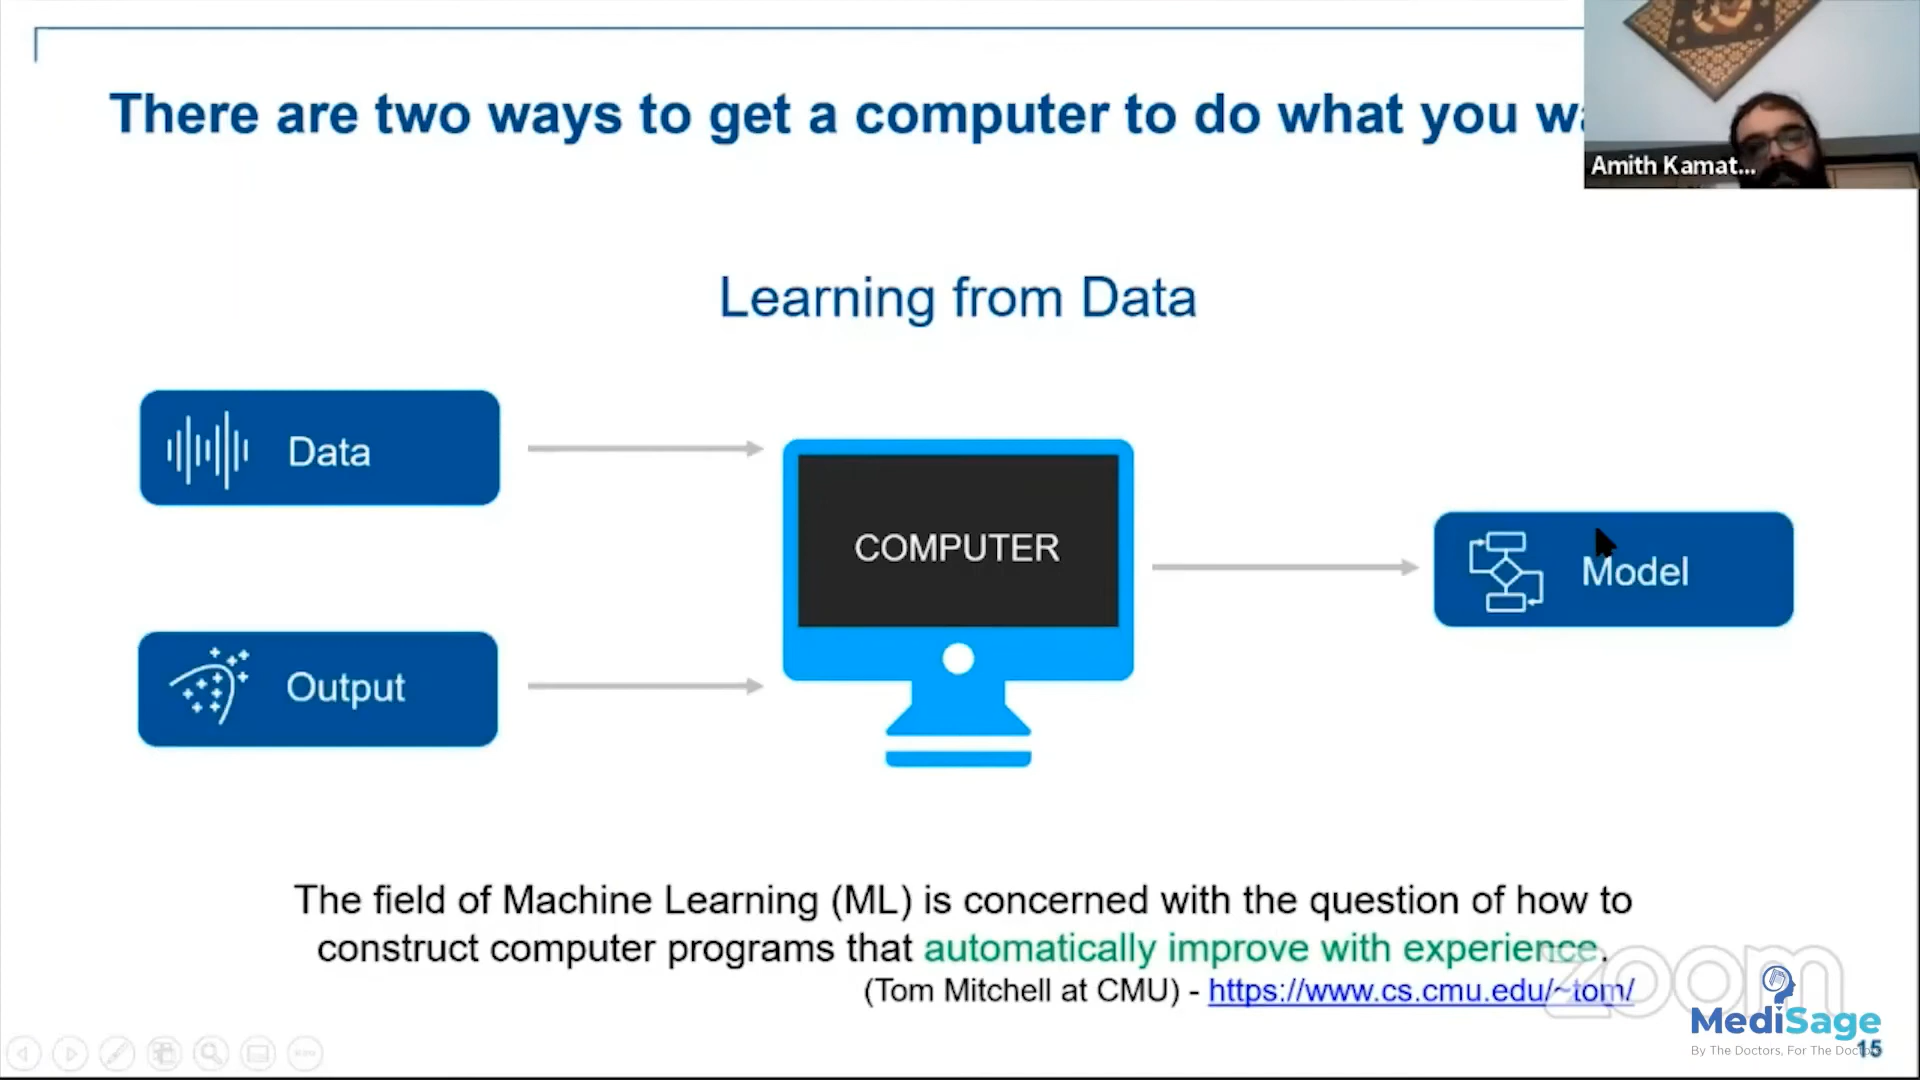 There are two ways to get a computer to do what you
Amith Kamat...
Learning from Data
Data
COMPUTER
Model
Output
The field of Machine Learning (ML) is concerned with the question of how to
construct computer programs that automatically improve with experience.
(Tom Mitchell at CMU) - https://www.cs.cmu.edu/~tom/
zoom
MediSage
By The Doctors, For The Doc
15